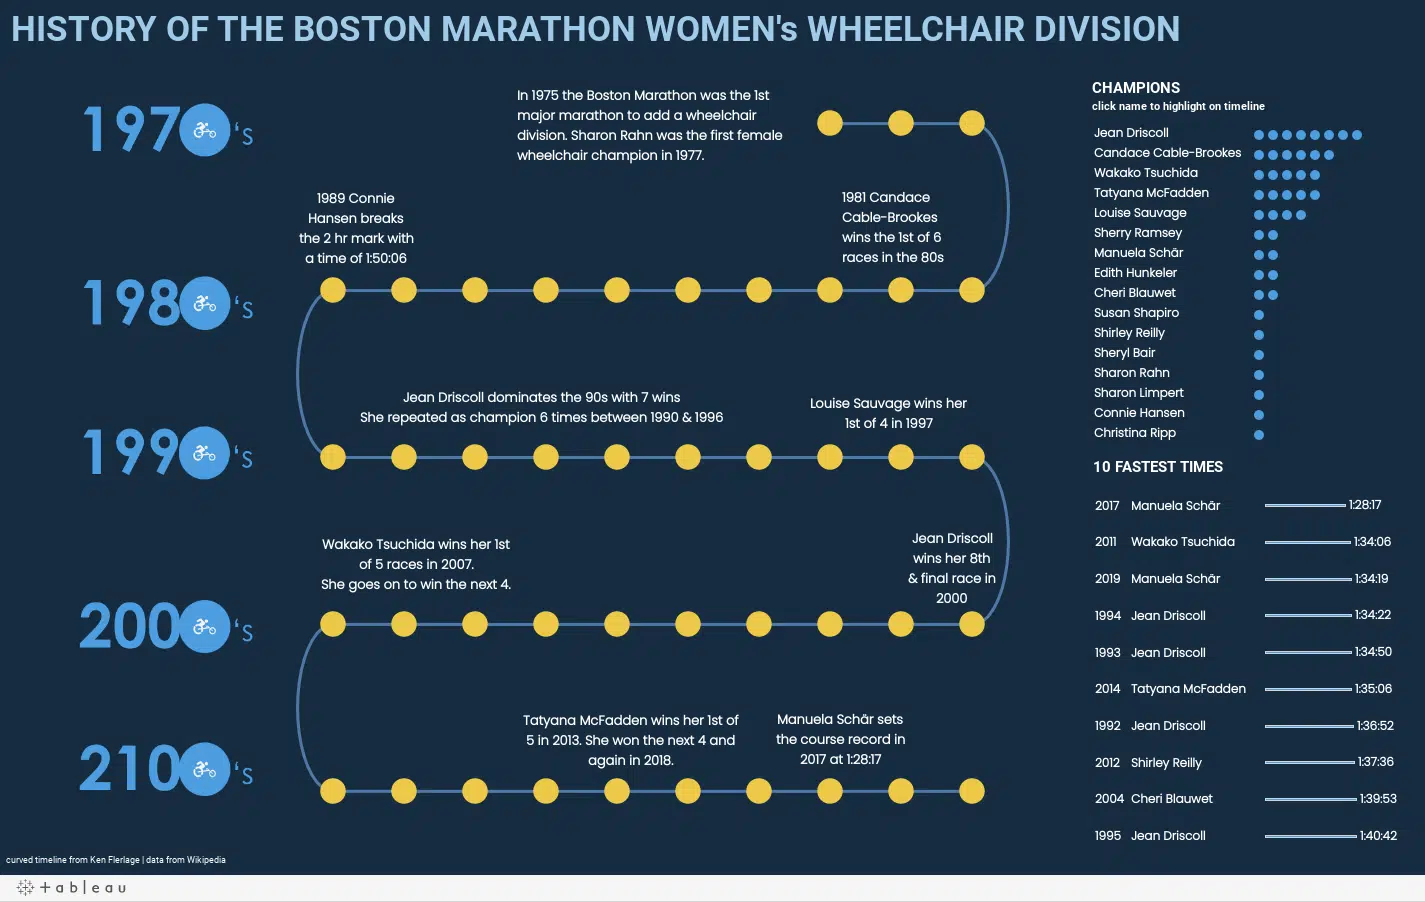 HISTORY OF THE BOSTON MARATHON WOMEN's WHEELCHAIR DIVISION
1970's
In 1975 the Boston Marathon was the 1st
major marathon to add a wheelchair
division. Sharon Rahn was the first female
wheelchair champion in 1977.
1989 Connie
Hansen breaks
the 2 hr mark with
a time of 1:50:06
1981 Candace
Cable-Brookes
wins the 1st of 6
races in the 80s
1980's
Jean Driscoll dominates the 90s with 7 wins
She repeated as champion 6 times between 1990 & 1996
Louise Sauvage wins her
1st of 4 in 1997
1990's
Wakako Tsuchida wins her 1st
of 5 races in 2007.
She goes on to win the next 4.
Jean Driscoll
wins her 8th
& final race in
2000
2000's
Tatyana McFadden wins her 1st of
5 in 2013. She won the next 4 and
again in 2018.
Manuela Schär sets
the course record in
2017 at 1:28:17
2100's
CHAMPIONS
click name to highlight on timeline
Jean Driscoll
Candace Cable-Brookes
Wakako Tsuchida
Tatyana McFadden
Louise Sauvage
Sherry Ramsey
Manuela Schär
Edith Hunkeler
Cheri Blauwet
Susan Shapiro
Shirley Reilly
Sheryl Bair
Sharon Rahn
Sharon Limpert
Connie Hansen
Christina Ripp
10 FASTEST TIMES
2017 Manuela Schär 1:28:17
2011 Wakako Tsuchida 1:34:06
2019 Manuela Schär 1:34:19
1994 Jean Driscoll 1:34:22
1993 Jean Driscoll 1:34:50
2014 Tatyana McFadden 1:35:06
1992 Jean Driscoll 1:36:52
2012 Shirley Reilly 1:37:36
2004 Cheri Blauwet 1:39:53
1995 Jean Driscoll 1:40:42
curved timeline from Ken Flerlage | data from Wikipedia
+ableau